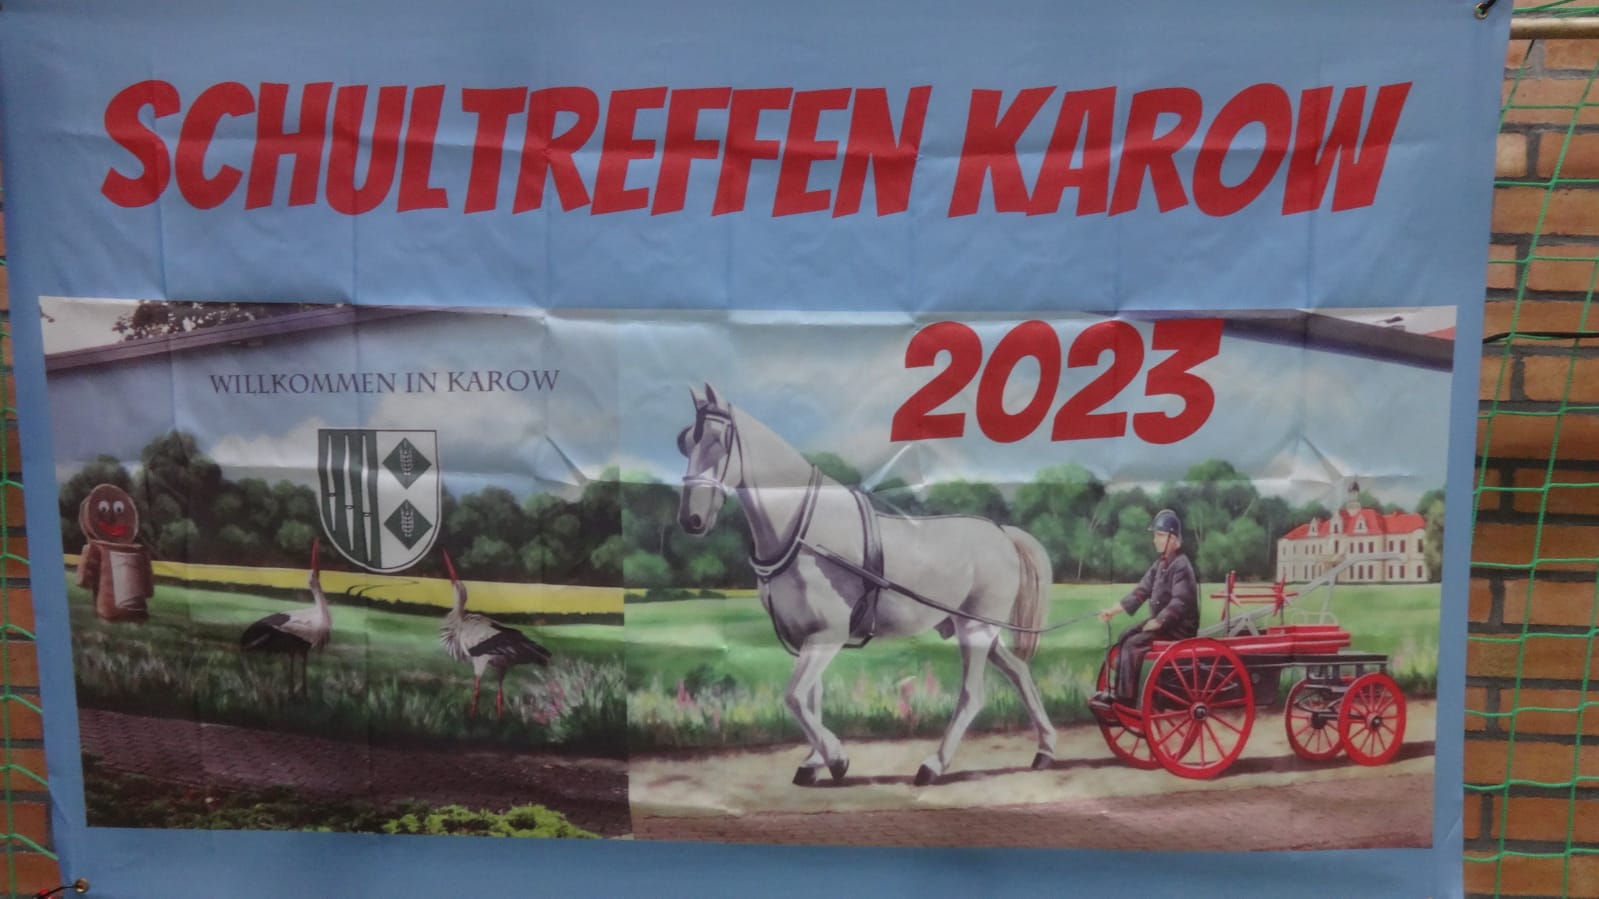 SCHULTREFFEN KAROW
2023
WILLKOMMEN IN KAROW